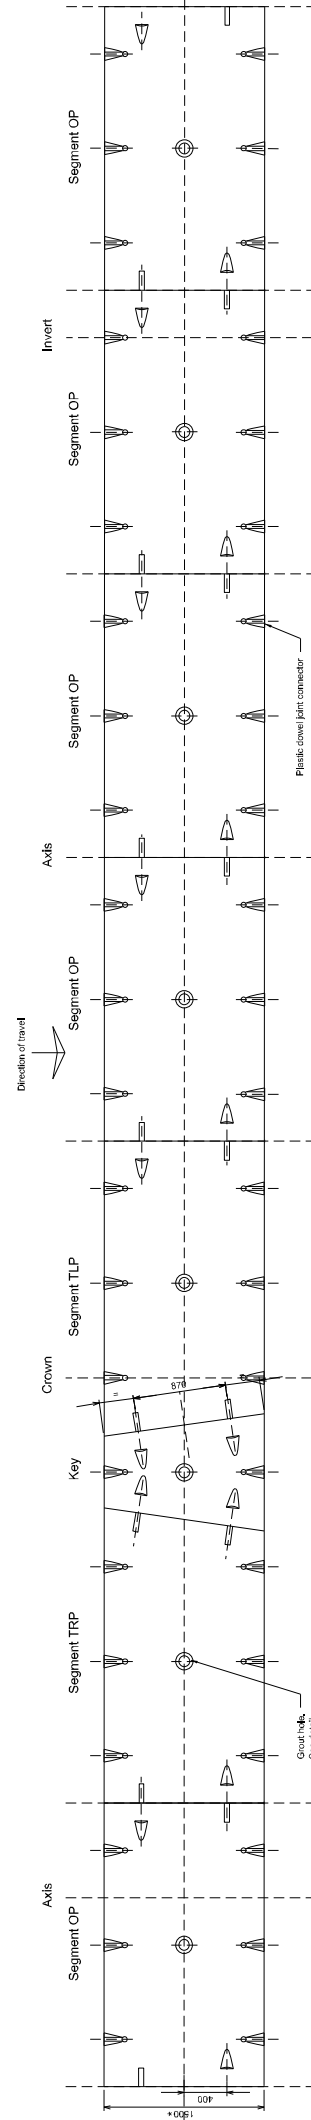 Segment OP
Invert
Segment OP
Segment OP
Plastic dowel joint connector
Axis
Direction of travel
Segment OP
Segment TLP
Crown
=
870
Key
Segment TRP
Grout hole.
Axis
Segment OP
1500*
400